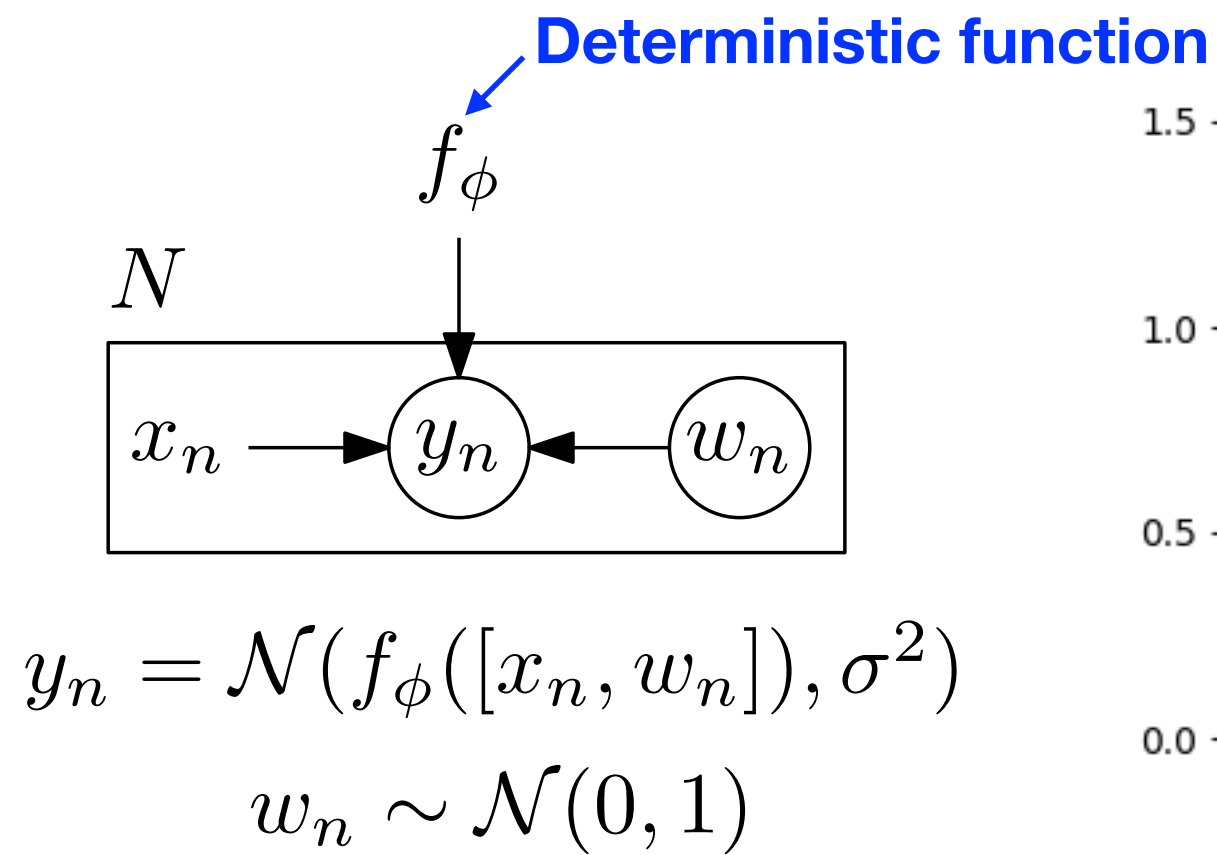 Deterministic function
f_ϕ
N
x_n
y_n
w_n
y_n = 𝒩(f_ϕ([x_n, w_n]), σ²)
w_n ∼ 𝒩(0, 1)
1.5
1.0
0.5
0.0